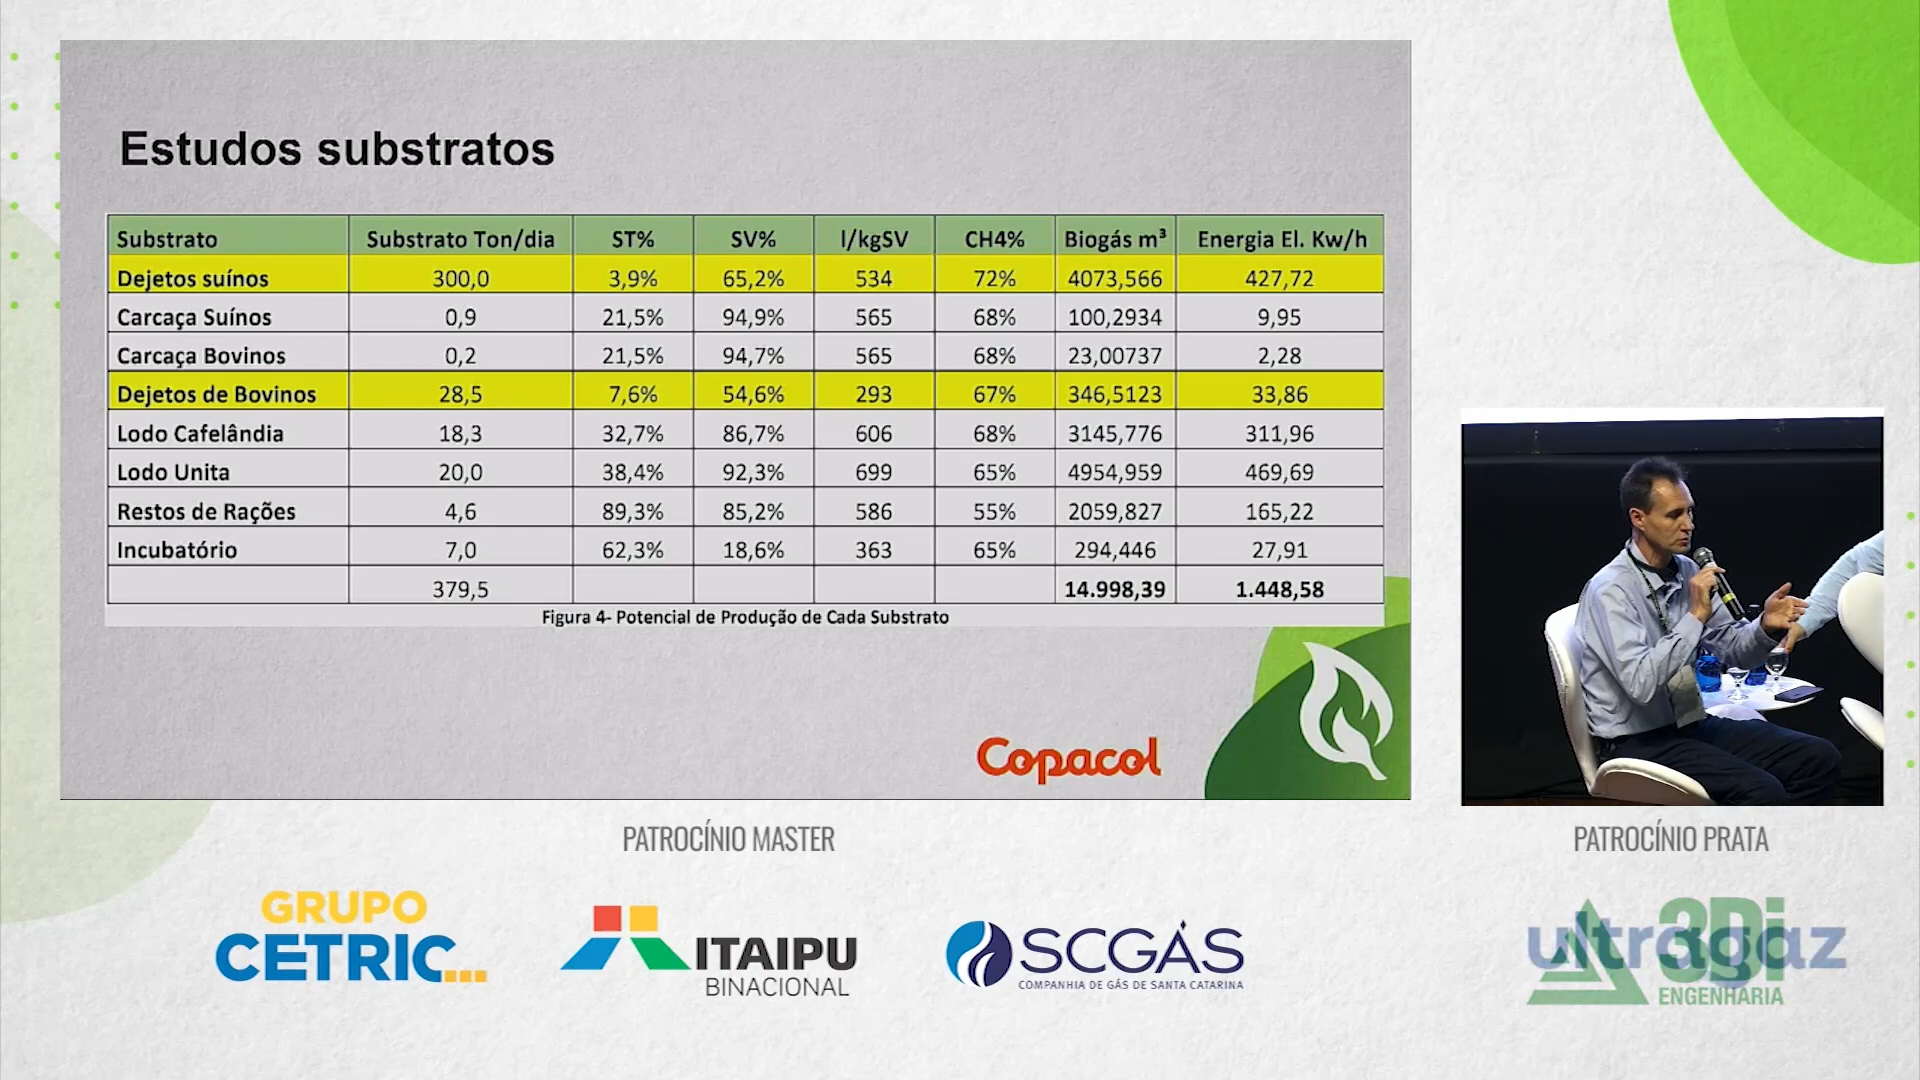 Estudos substratos
Substrato Substrato Ton/dia ST% SV% l/kgSV CH4% Biogás m³ Energia El. Kw/h
Dejetos suínos 300,0 3,9% 65,2% 534 72% 4073,566 427,72
Carcaça Suínos 0,9 21,5% 94,9% 565 68% 100,2934 9,95
Carcaça Bovinos 0,2 21,5% 94,7% 565 68% 23,00737 2,28
Dejetos de Bovinos 28,5 7,6% 54,6% 293 67% 346,5123 33,86
Lodo Cafelândia 18,3 32,7% 86,7% 606 68% 3145,776 311,96
Lodo Unita 20,0 38,4% 92,3% 699 65% 4954,959 469,69
Restos de Rações 4,6 89,3% 85,2% 586 55% 2059,827 165,22
Incubatório 7,0 62,3% 18,6% 363 65% 294,446 27,91
379,5 14.998,39 1.448,58
Figura 4- Potencial de Produção de Cada Substrato
Copacol
PATROCÍNIO MASTER
PATROCÍNIO PRATA
GRUPO
CETRIC...
ITAIPU
BINACIONAL
SCGÁS
COMPANHIA DE GÁS DE SANTA CATARINA
ultragaz
3Di
ENGENHARIA